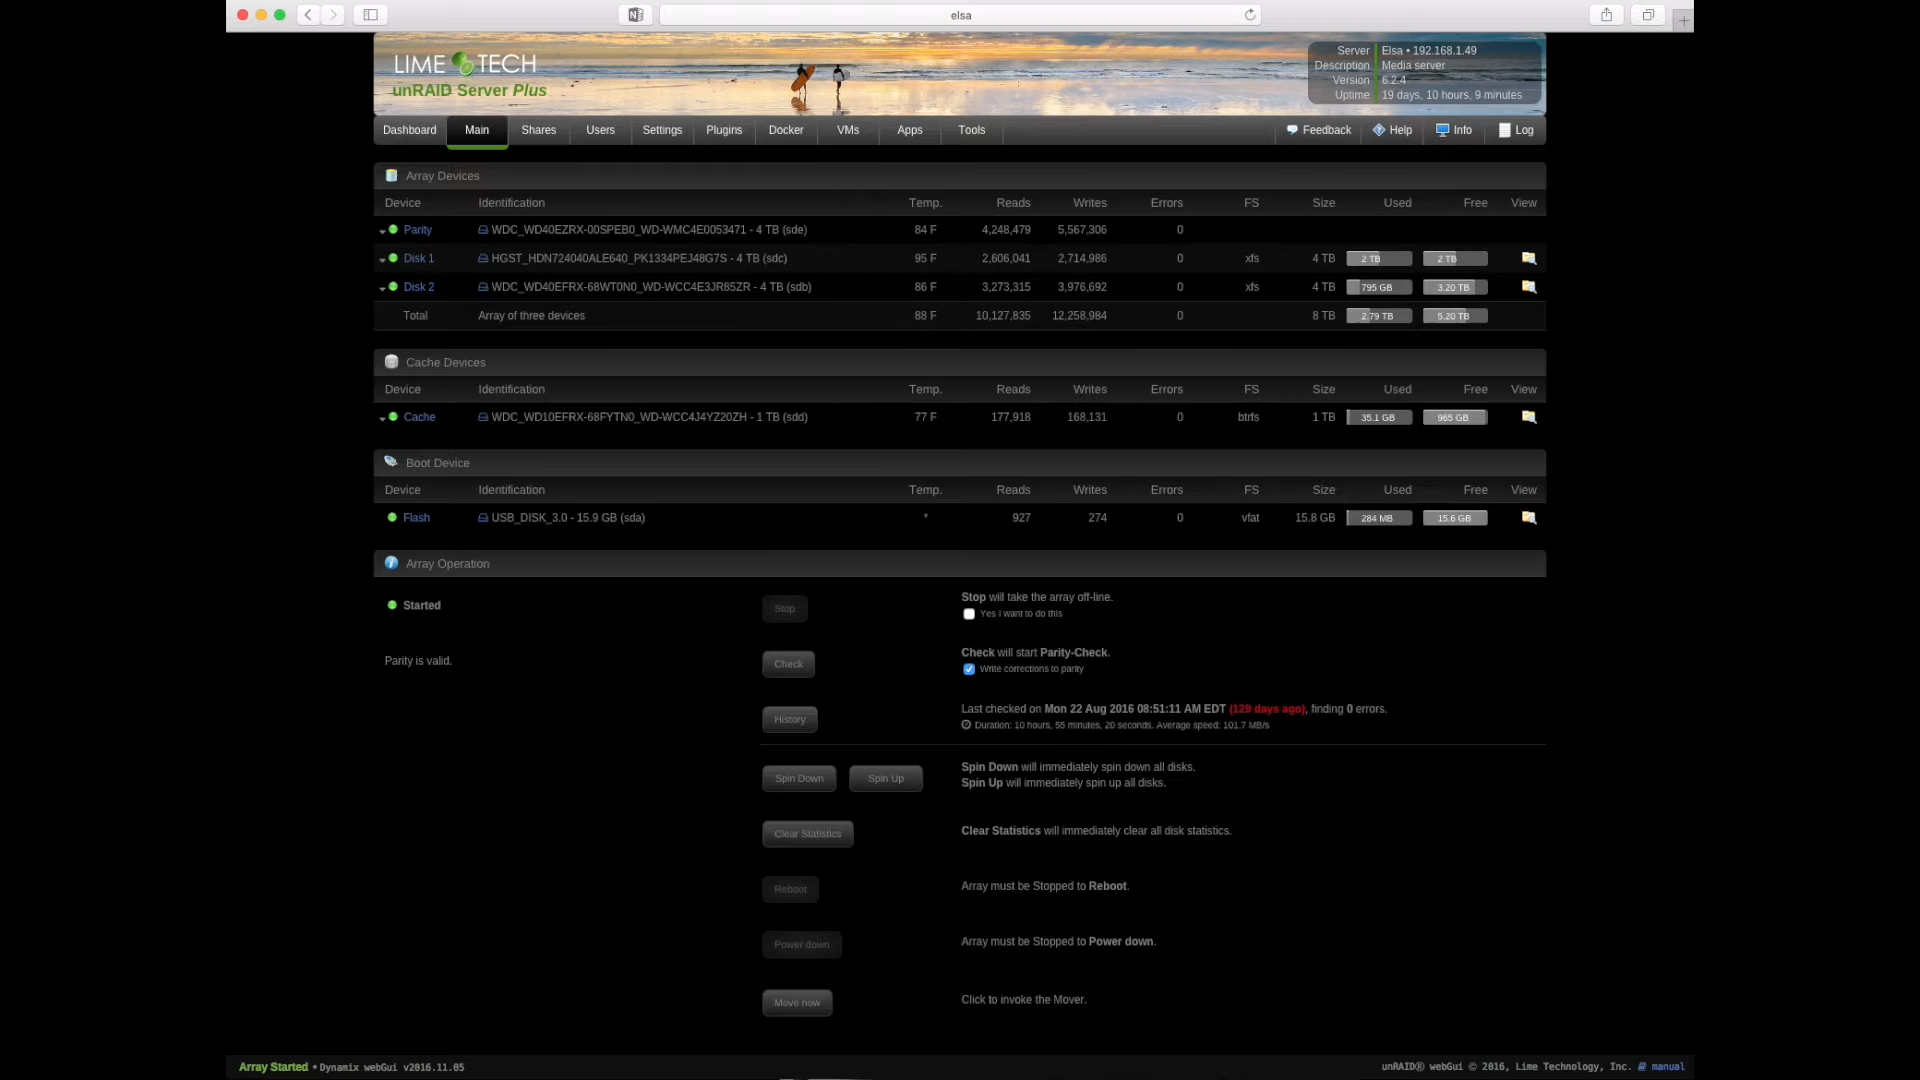 elsa
LIME TECH
unRAID Server Plus
Server Elsa • 192.168.1.49
Description Media server
Version 6.2.4
Uptime 19 days, 10 hours, 9 minutes
Dashboard Main Shares Users Settings Plugins Docker VMs Apps Tools Feedback Help Info Log
Array Devices
Device Identification Temp. Reads Writes Errors FS Size Used Free View
Parity WDC_WD40EZRX-00SPEB0_WD-WMC4E0053471 - 4 TB (sde) 84 F 4,248,479 5,567,306 0
Disk 1 HGST_HDN724040ALE640_PK1334PEJ48G7S - 4 TB (sdc) 95 F 2,606,041 2,714,986 0 xfs 4 TB 2 TB 2 TB
Disk 2 WDC_WD40EFRX-68WT0N0_WD-WCC4E3JR85ZR - 4 TB (sdb) 86 F 3,273,315 3,976,692 0 xfs 4 TB 795 GB 3.20 TB
Total Array of three devices 88 F 10,127,835 12,258,984 0 8 TB 2.79 TB 5.20 TB
Cache Devices
Device Identification Temp. Reads Writes Errors FS Size Used Free View
Cache WDC_WD10EFRX-68FYTN0_WD-WCC4J4YZ20ZH - 1 TB (sdd) 77 F 177,918 168,131 0 btrfs 1 TB 35.1 GB 965 GB
Boot Device
Device Identification Temp. Reads Writes Errors FS Size Used Free View
Flash USB_DISK_3.0 - 15.9 GB (sda) * 927 274 0 vfat 15.8 GB 284 MB 15.6 GB
Array Operation
Started Stop Stop will take the array off-line.
Yes i want to do this
Parity is valid. Check Check will start Parity-Check.
Write corrections to parity
History Last checked on Mon 22 Aug 2016 08:51:11 AM EDT (129 days ago), finding 0 errors.
Duration: 10 hours, 55 minutes, 20 seconds. Average speed: 101.7 MB/s
Spin Down Spin Up Spin Down will immediately spin down all disks.
Spin Up will immediately spin up all disks.
Clear Statistics Clear Statistics will immediately clear all disk statistics.
Reboot Array must be Stopped to Reboot.
Power down Array must be Stopped to Power down.
Move now Click to invoke the Mover.
Array Started • Dynamix webGui v2016.11.05 unRAID® webGui © 2016, Lime Technology, Inc. manual